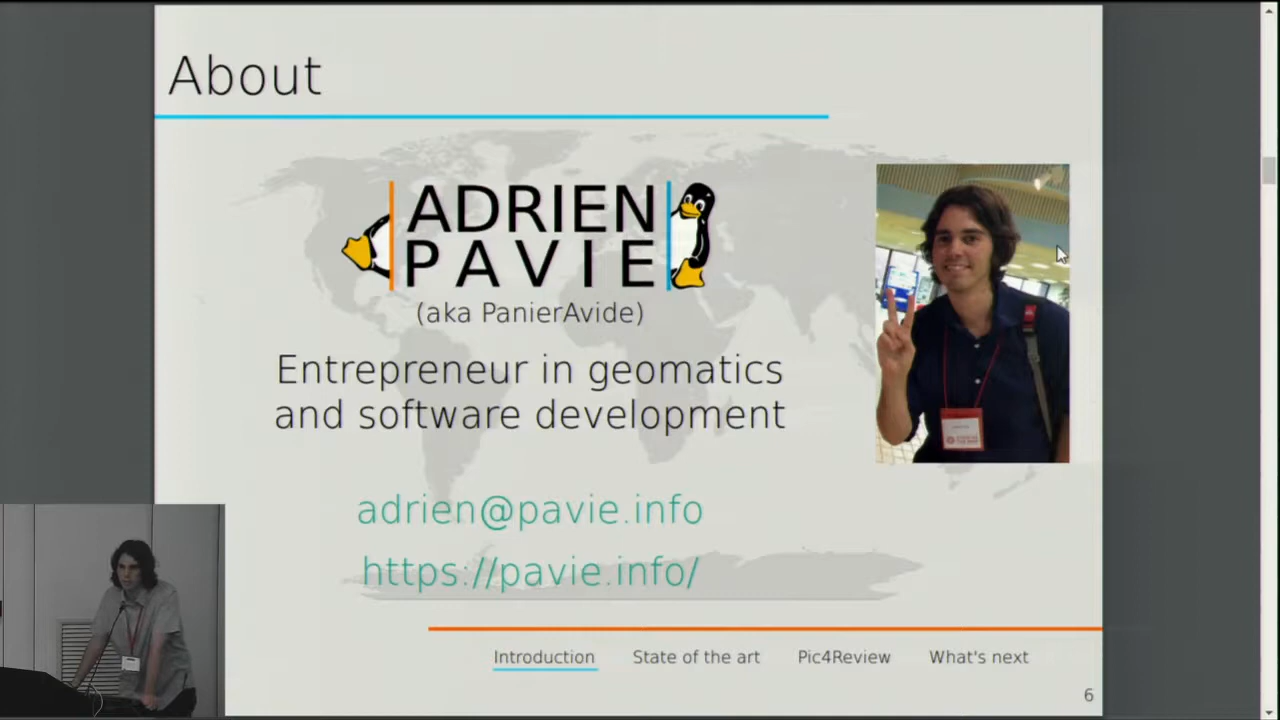 About
ADRIEN
PAVIE
(aka PanierAvide)
Entrepreneur in geomatics
and software development
adrien@pavie.info
https://pavie.info/
Introduction State of the art Pic4Review What's next
6